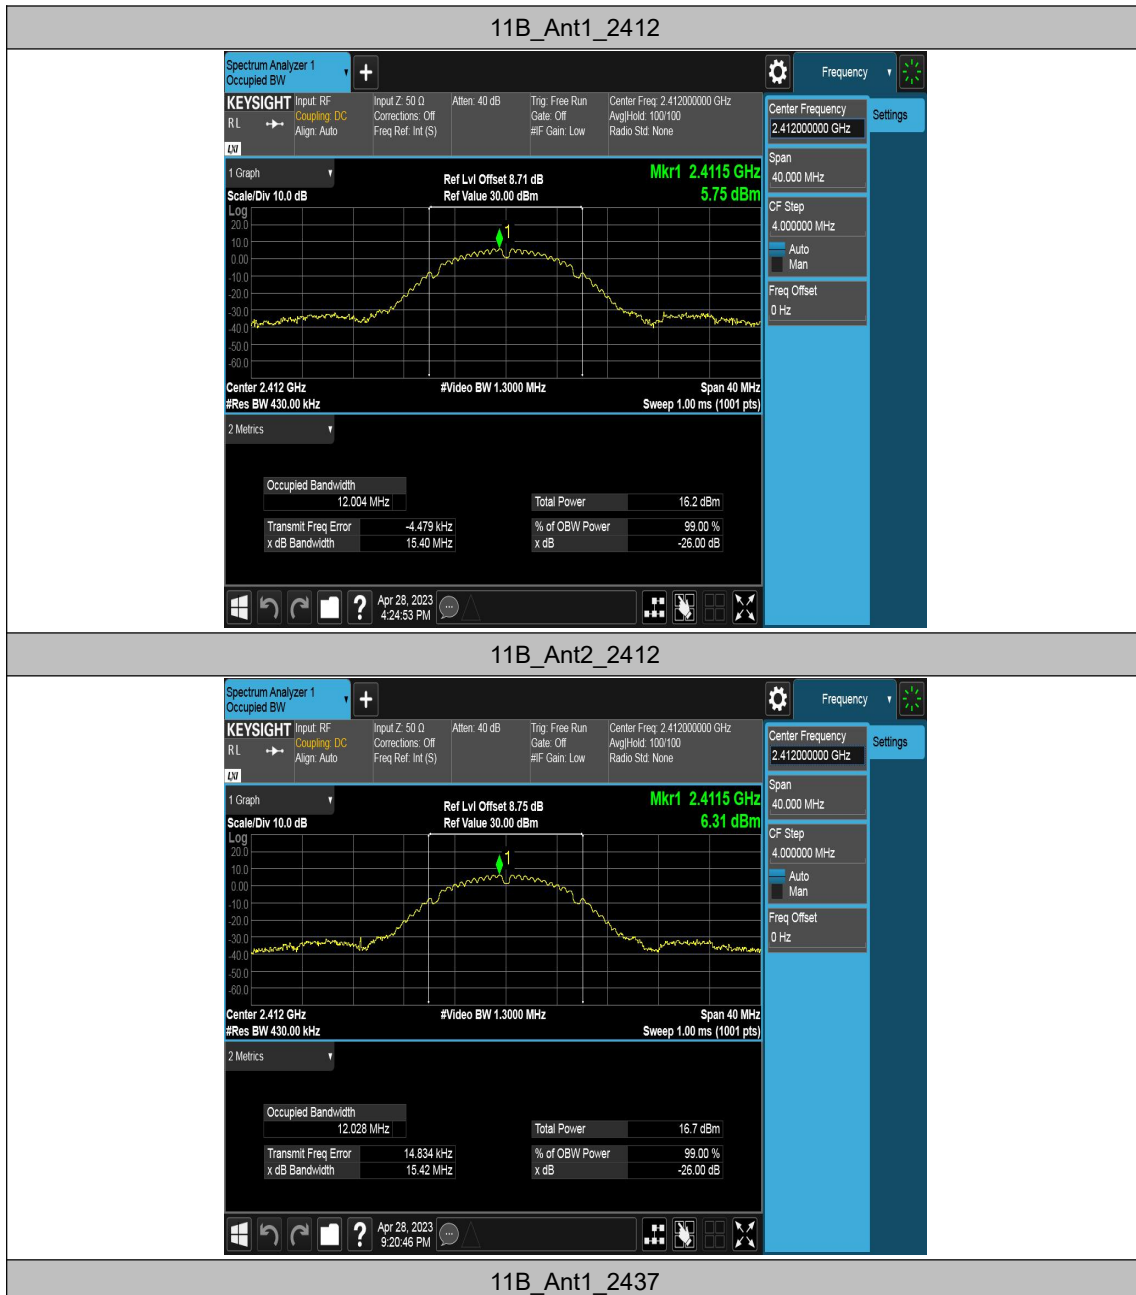 11B_Ant1_2412
Spectrum Analyzer 1
Occupied BW
Frequency
KEYSIGHT
RL
LXI
Input: RF
Coupling: DC
Align: Auto
Input Z: 50 Ω
Corrections: Off
Freq Ref: Int (S)
Atten: 40 dB
Trig: Free Run
Gate: Off
#IF Gain: Low
Center Freq: 2.412000000 GHz
Avg|Hold: 100/100
Radio Std: None
Center Frequency
2.412000000 GHz
Settings
Span
40.000 MHz
CF Step
4.000000 MHz
Auto
Man
Freq Offset
0 Hz
1 Graph
Scale/Div 10.0 dB
Ref Lvl Offset 8.71 dB
Ref Value 30.00 dBm
Mkr1 2.4115 GHz
5.75 dBm
Log
20.0
10.0
0.00
-10.0
-20.0
-30.0
-40.0
-50.0
-60.0
1
Center 2.412 GHz
#Video BW 1.3000 MHz
Span 40 MHz
#Res BW 430.00 kHz
Sweep 1.00 ms (1001 pts)
2 Metrics
Occupied Bandwidth
12.004 MHz
Total Power 16.2 dBm
Transmit Freq Error -4.479 kHz
% of OBW Power 99.00 %
x dB Bandwidth 15.40 MHz
x dB -26.00 dB
?
Apr 28, 2023
4:24:53 PM
11B_Ant2_2412
Spectrum Analyzer 1
Occupied BW
Frequency
KEYSIGHT
RL
LXI
Input: RF
Coupling: DC
Align: Auto
Input Z: 50 Ω
Corrections: Off
Freq Ref: Int (S)
Atten: 40 dB
Trig: Free Run
Gate: Off
#IF Gain: Low
Center Freq: 2.412000000 GHz
Avg|Hold: 100/100
Radio Std: None
Center Frequency
2.412000000 GHz
Settings
Span
40.000 MHz
CF Step
4.000000 MHz
Auto
Man
Freq Offset
0 Hz
1 Graph
Scale/Div 10.0 dB
Ref Lvl Offset 8.75 dB
Ref Value 30.00 dBm
Mkr1 2.4115 GHz
6.31 dBm
Log
20.0
10.0
0.00
-10.0
-20.0
-30.0
-40.0
-50.0
-60.0
1
Center 2.412 GHz
#Video BW 1.3000 MHz
Span 40 MHz
#Res BW 430.00 kHz
Sweep 1.00 ms (1001 pts)
2 Metrics
Occupied Bandwidth
12.028 MHz
Total Power 16.7 dBm
Transmit Freq Error 14.834 kHz
% of OBW Power 99.00 %
x dB Bandwidth 15.42 MHz
x dB -26.00 dB
?
Apr 28, 2023
9:20:46 PM
11B_Ant1_2437